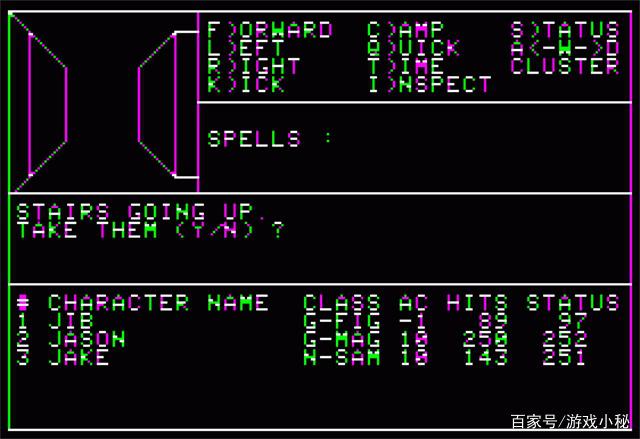 F)ORWARD C)AMP S)TATUS
L)EFT Q)UICK A<-W->D
R)IGHT T)IME CLUSTER
K)ICK I)NSPECT
SPELLS :
STAIRS GOING UP.
TAKE THEM (Y/N) ?
# CHARACTER NAME CLASS AC HITS STATUS
1 JIB G-FIG -1 89 97
2 JASON G-MAG 10 250 252
3 JAKE N-SAM 10 143 251
百家号/游戏小秘